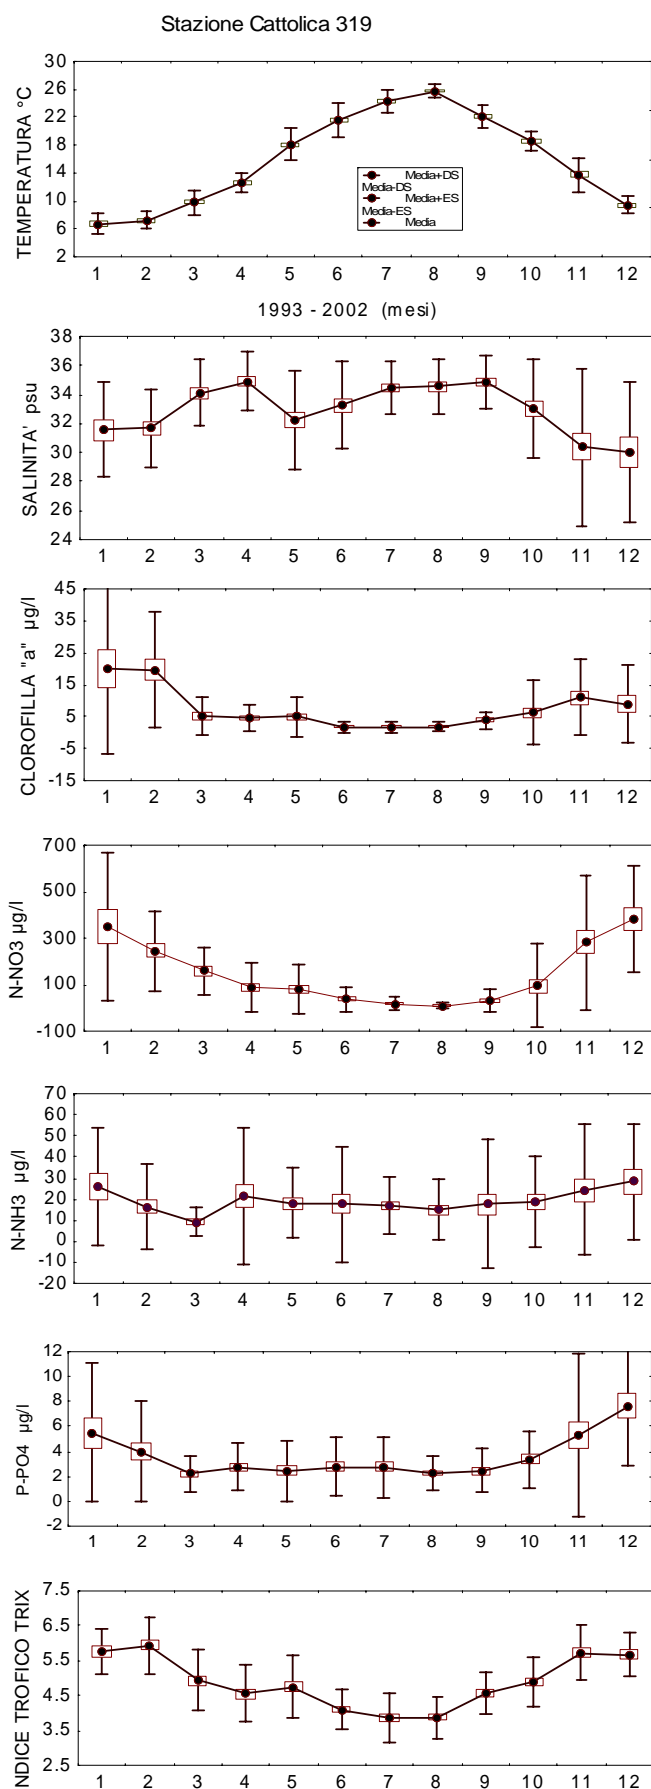 Stazione Cattolica 319
TEMPERATURA °C
30
26
22
18
14
10
6
2
Media+DS
Media-DS
Media+ES
Media-ES
Media
1 2 3 4 5 6 7 8 9 10 11 12
1993 - 2002 (mesi)
SALINITA' psu
38
36
34
32
30
28
26
24
1 2 3 4 5 6 7 8 9 10 11 12
CLOROFILLA "a" µg/l
45
35
25
15
5
-5
-15
1 2 3 4 5 6 7 8 9 10 11 12
N-NO3 µg/l
700
500
300
100
-100
1 2 3 4 5 6 7 8 9 10 11 12
N-NH3 µg/l
70
60
50
40
30
20
10
0
-10
-20
1 2 3 4 5 6 7 8 9 10 11 12
P-PO4 µg/l
12
10
8
6
4
2
0
-2
1 2 3 4 5 6 7 8 9 10 11 12
NDICE TROFICO TRIX
7.5
6.5
5.5
4.5
3.5
2.5
1 2 3 4 5 6 7 8 9 10 11 12